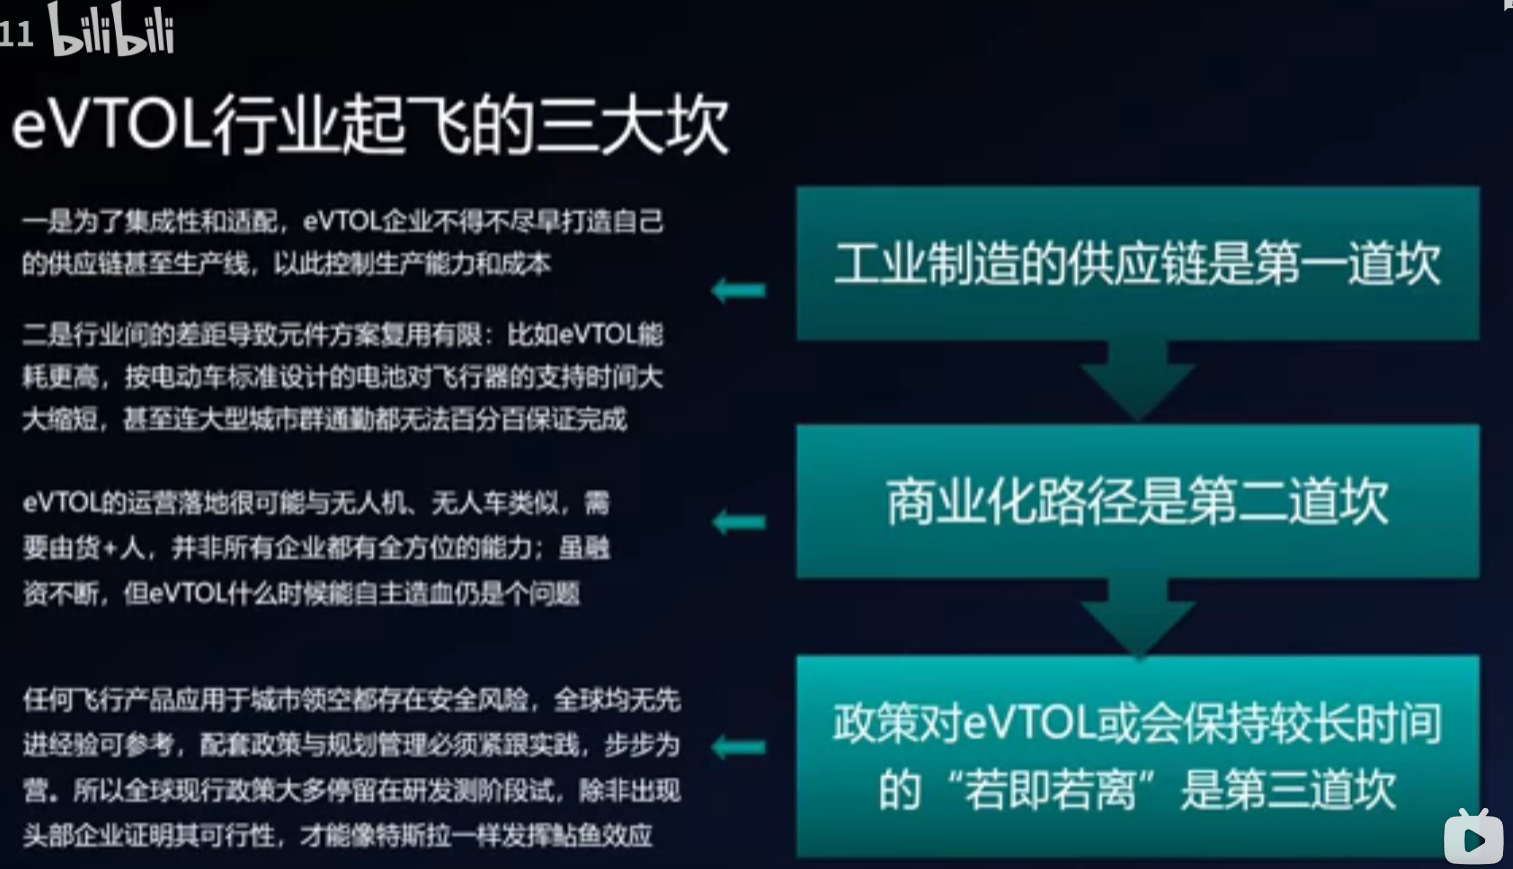 11 bilibili
eVTOL行业起飞的三大坎
一是为了集成性和适配，eVTOL企业不得不尽早打造自己
的供应链甚至生产线，以此控制生产能力和成本
二是行业间的差距导致元件方案复用有限：比如eVTOL能
耗更高，按电动车标准设计的电池对飞行器的支持时间大
大缩短，甚至连大型城市群通勤都无法百分百保证完成
工业制造的供应链是第一道坎
eVTOL的运营落地很可能与无人机、无人车类似，需
要由货+人，并非所有企业都有全方位的能力；虽融
资不断，但eVTOL什么时候能自主造血仍是个问题
商业化路径是第二道坎
任何飞行产品应用于城市领空都存在安全风险，全球均无先
进经验可参考，配套政策与规划管理必须紧跟实践，步步为
营。所以全球现行政策大多停留在研发测阶段试，除非出现
头部企业证明其可行性，才能像特斯拉一样发挥鲇鱼效应
政策对eVTOL或会保持较长时间
的“若即若离”是第三道坎